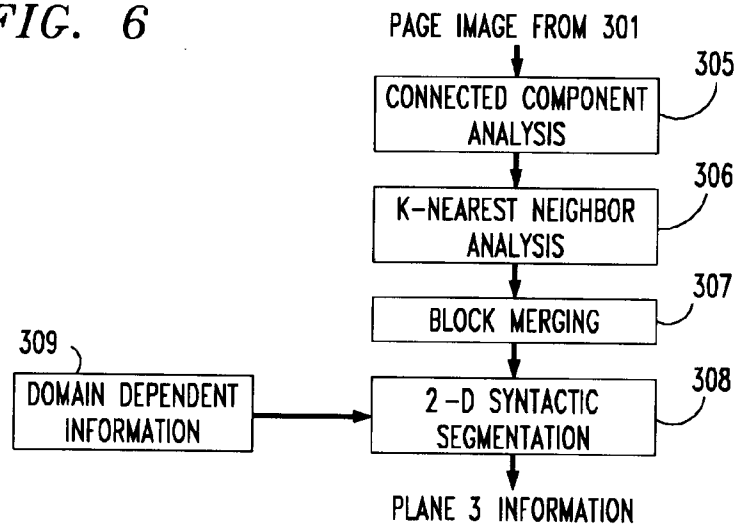 FIG. 6
PAGE IMAGE FROM 301
305
CONNECTED COMPONENT
ANALYSIS
306
K-NEAREST NEIGHBOR
ANALYSIS
307
BLOCK MERGING
309
308
DOMAIN DEPENDENT
INFORMATION
2-D SYNTACTIC
SEGMENTATION
PLANE 3 INFORMATION